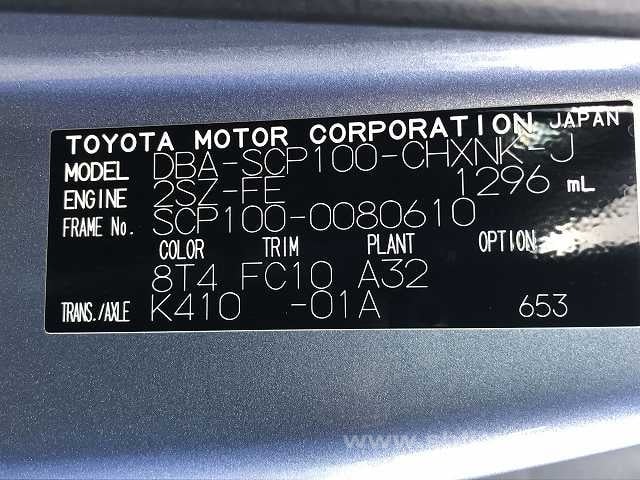 TOYOTA MOTOR CORPORATION JAPAN
MODEL DBA-SCP100-CHXNK-J
ENGINE 2SZ-FE 1296 mL
FRAME No. SCP100-0080610
COLOR TRIM PLANT OPTION
8T4 FC10 A32
TRANS./AXLE K410 -01A 653